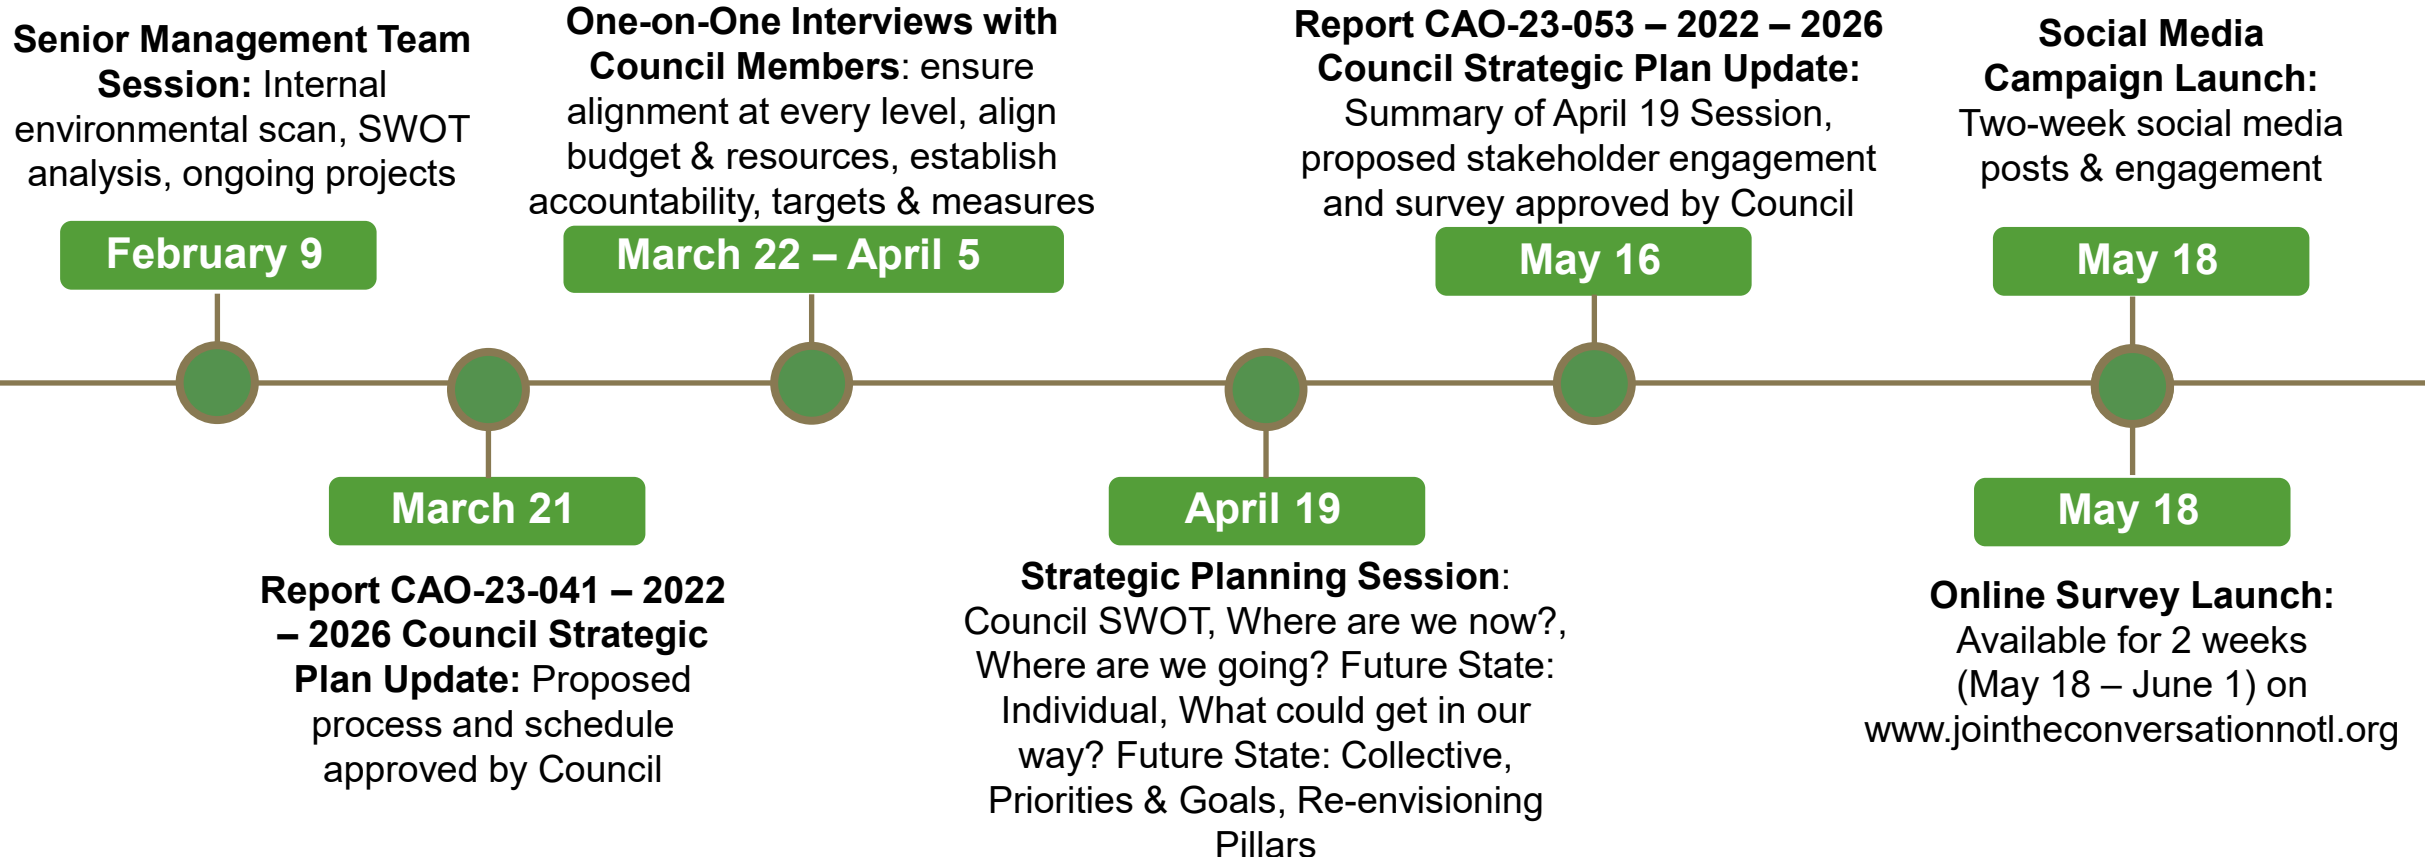 Senior Management Team
Session: Internal
environmental scan, SWOT
analysis, ongoing projects
February 9
One-on-One Interviews with
Council Members: ensure
alignment at every level, align
budget & resources, establish
accountability, targets & measures
March 22 – April 5
Report CAO-23-053 – 2022 – 2026
Council Strategic Plan Update:
Summary of April 19 Session,
proposed stakeholder engagement
and survey approved by Council
May 16
Social Media
Campaign Launch:
Two-week social media
posts & engagement
May 18
March 21
Report CAO-23-041 – 2022
– 2026 Council Strategic
Plan Update: Proposed
process and schedule
approved by Council
April 19
Strategic Planning Session:
Council SWOT, Where are we now?,
Where are we going? Future State:
Individual, What could get in our
way? Future State: Collective,
Priorities & Goals, Re-envisioning
Pillars
May 18
Online Survey Launch:
Available for 2 weeks
(May 18 – June 1) on
www.jointheconversationnotl.org